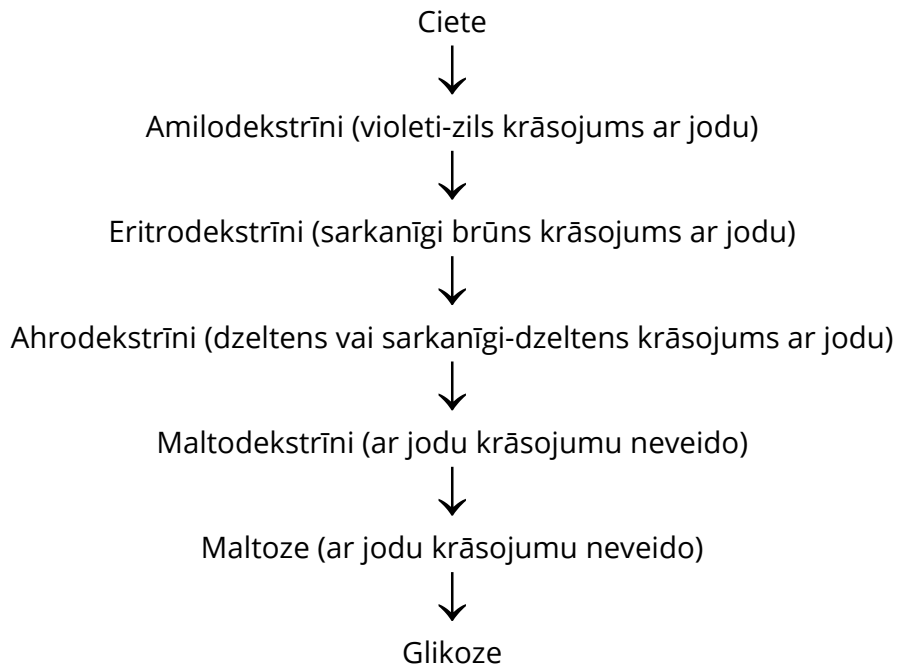 Ciete
Amilodekstrīni (violeti-zils krāsojums ar jodu)
Eritrodekstrīni (sarkanīgi brūns krāsojums ar jodu)
Ahrodekstrīni (dzeltens vai sarkanīgi-dzeltens krāsojums ar jodu)
Maltodekstrīni (ar jodu krāsojumu neveido)
Maltoze (ar jodu krāsojumu neveido)
Glikoze